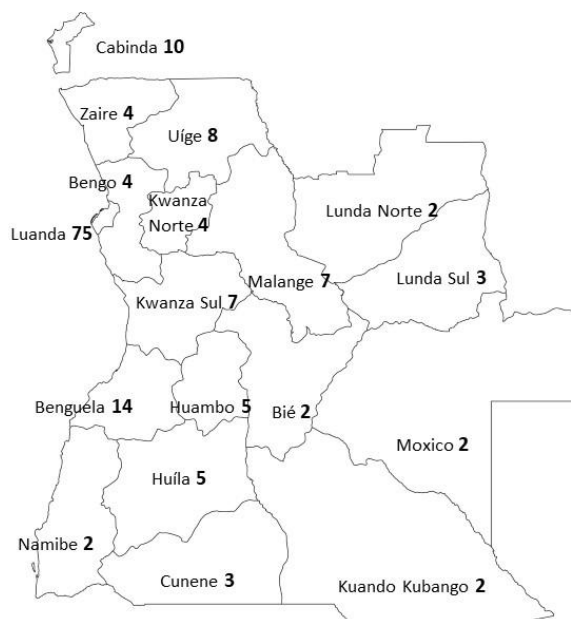 Cabinda 10
Zaire 4
Uíge 8
Bengo 4
Kwanza
Norte 4
Lunda Norte 2
Luanda 75
Malange 7
Lunda Sul 3
Kwanza Sul 7
Benguela 14
Huambo 5
Bié 2
Moxico 2
Huíla 5
Namibe 2
Cunene 3
Kuando Kubango 2